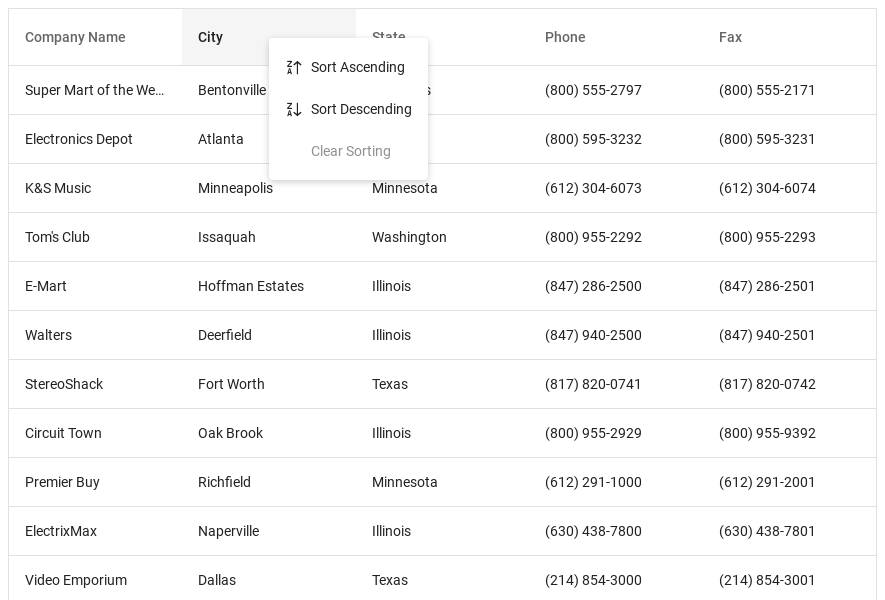 Company Name City State Phone Fax
Sort Ascending
Super Mart of the We... Bentonville (800) 555-2797 (800) 555-2171
Sort Descending
Electronics Depot Atlanta (800) 595-3232 (800) 595-3231
Clear Sorting
K&S Music Minneapolis Minnesota (612) 304-6073 (612) 304-6074
Tom's Club Issaquah Washington (800) 955-2292 (800) 955-2293
E-Mart Hoffman Estates Illinois (847) 286-2500 (847) 286-2501
Walters Deerfield Illinois (847) 940-2500 (847) 940-2501
StereoShack Fort Worth Texas (817) 820-0741 (817) 820-0742
Circuit Town Oak Brook Illinois (800) 955-2929 (800) 955-9392
Premier Buy Richfield Minnesota (612) 291-1000 (612) 291-2001
ElectrixMax Naperville Illinois (630) 438-7800 (630) 438-7801
Video Emporium Dallas Texas (214) 854-3000 (214) 854-3001